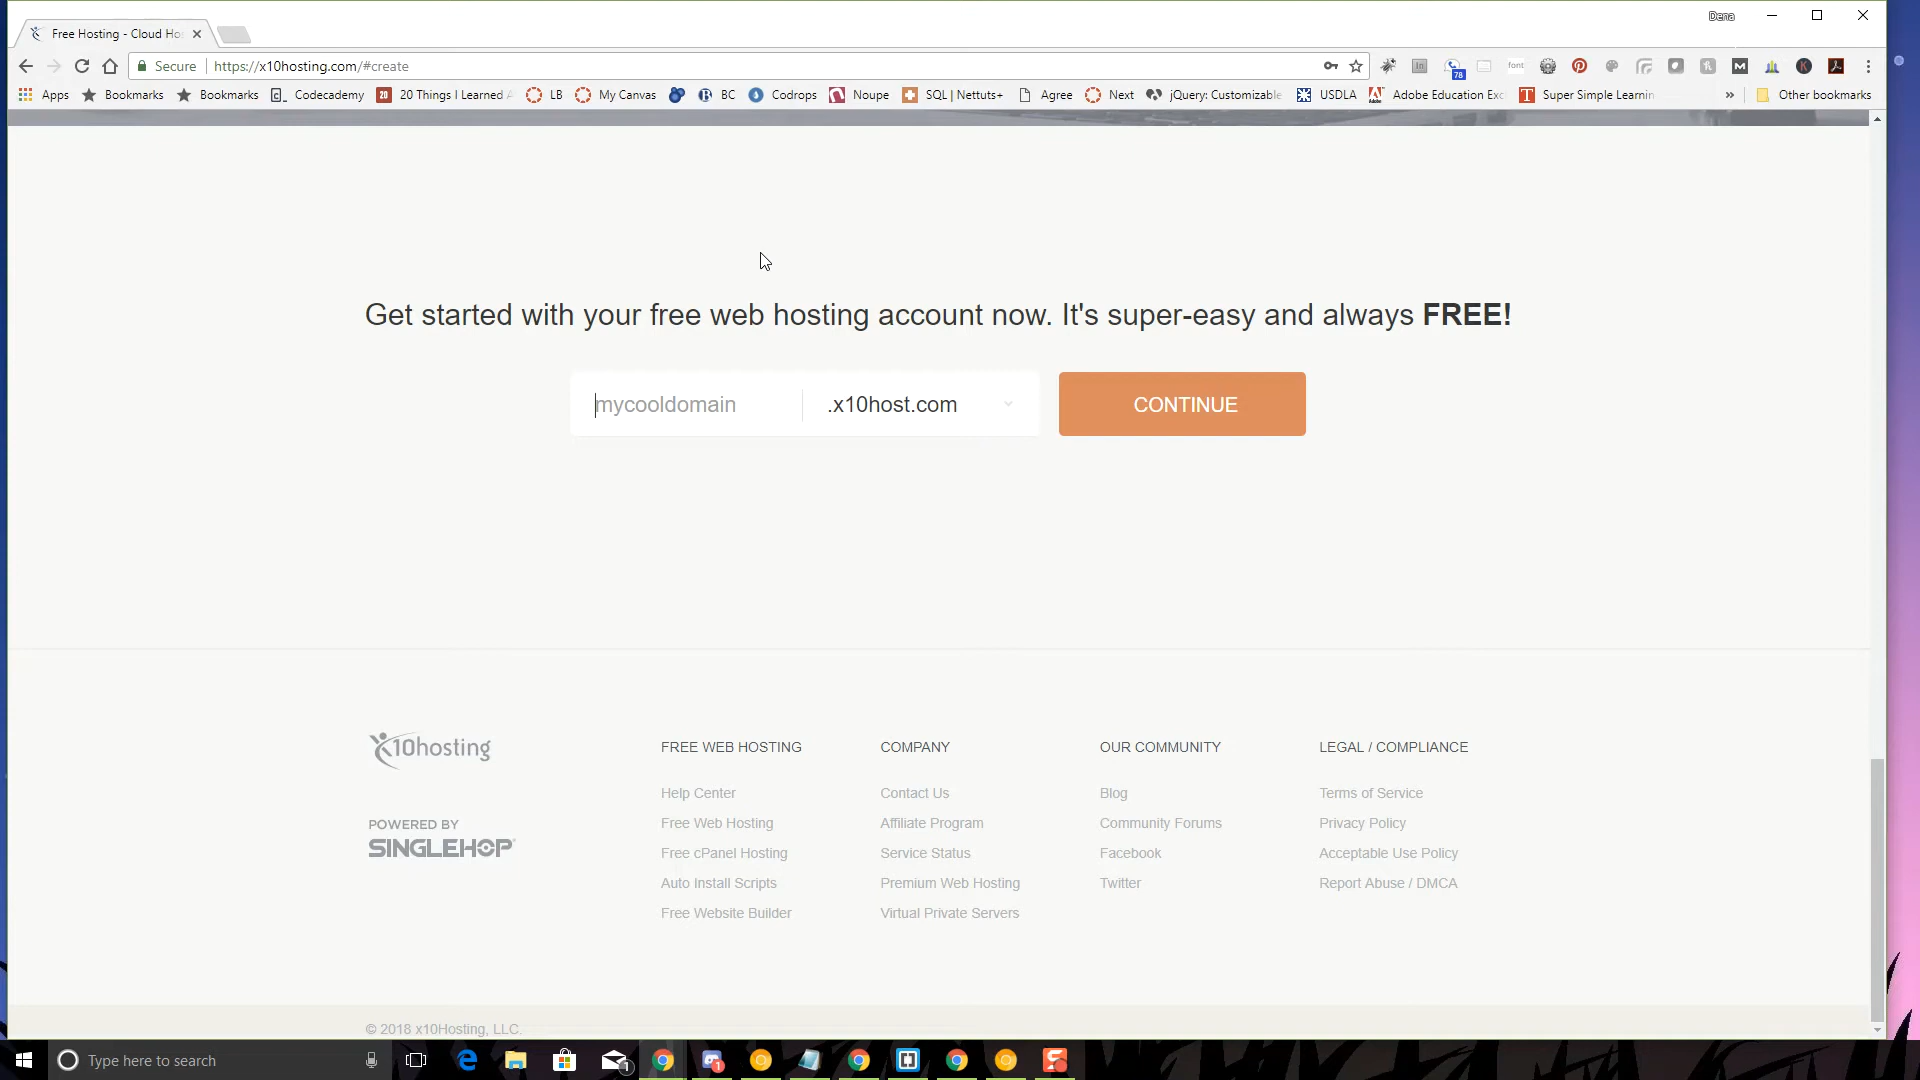 Dena
Free Hosting - Cloud Ho
Secure https://x10hosting.com/#create
in 78 font M K
Apps Bookmarks Bookmarks Codecademy 20 20 Things I Learned LB My Canvas BC Codrops Noupe SQL | Nettuts+ Agree Next jQuery: Customizable USDLA Adobe Education Exc T Super Simple Learnin » Other bookmarks
Get started with your free web hosting account now. It's super-easy and always FREE!
mycooldomain .x10host.com CONTINUE
x10hosting
POWERED BY
SINGLEHOP
FREE WEB HOSTING
Help Center
Free Web Hosting
Free cPanel Hosting
Auto Install Scripts
Free Website Builder
COMPANY
Contact Us
Affiliate Program
Service Status
Premium Web Hosting
Virtual Private Servers
OUR COMMUNITY
Blog
Community Forums
Facebook
Twitter
LEGAL / COMPLIANCE
Terms of Service
Privacy Policy
Acceptable Use Policy
Report Abuse / DMCA
© 2018 x10Hosting, LLC.
Type here to search